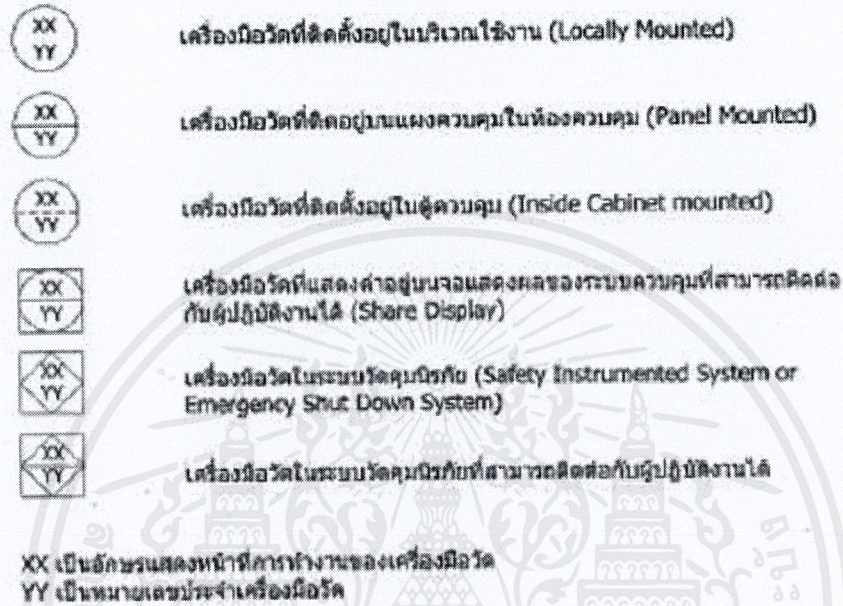 XX
YY
เครื่องมือวัดที่ติดตั้งอยู่ในบริเวณใช้งาน (Locally Mounted)
XX
YY
เครื่องมือวัดที่ติดอยู่บนแผงควบคุมในห้องควบคุม (Panel Mounted)
XX
YY
เครื่องมือวัดที่ติดตั้งอยู่ในตู้ควบคุม (Inside Cabinet mounted)
XX
YY
เครื่องมือวัดที่แสดงค่าอยู่บนจอแสดงผลของระบบควบคุมที่สามารถติดต่อ
กับผู้ปฏิบัติงานได้ (Share Display)
XX
YY
เครื่องมือวัดในระบบวัดคุมนิรภัย (Safety Instrumented System or
Emergency Shut Down System)
XX
YY
เครื่องมือวัดในระบบวัดคุมนิรภัยที่สามารถติดต่อกับผู้ปฏิบัติงานได้
XX เป็นอักษรแสดงหน้าที่การทำงานของเครื่องมือวัด
YY เป็นหมายเลขประจำเครื่องมือวัด